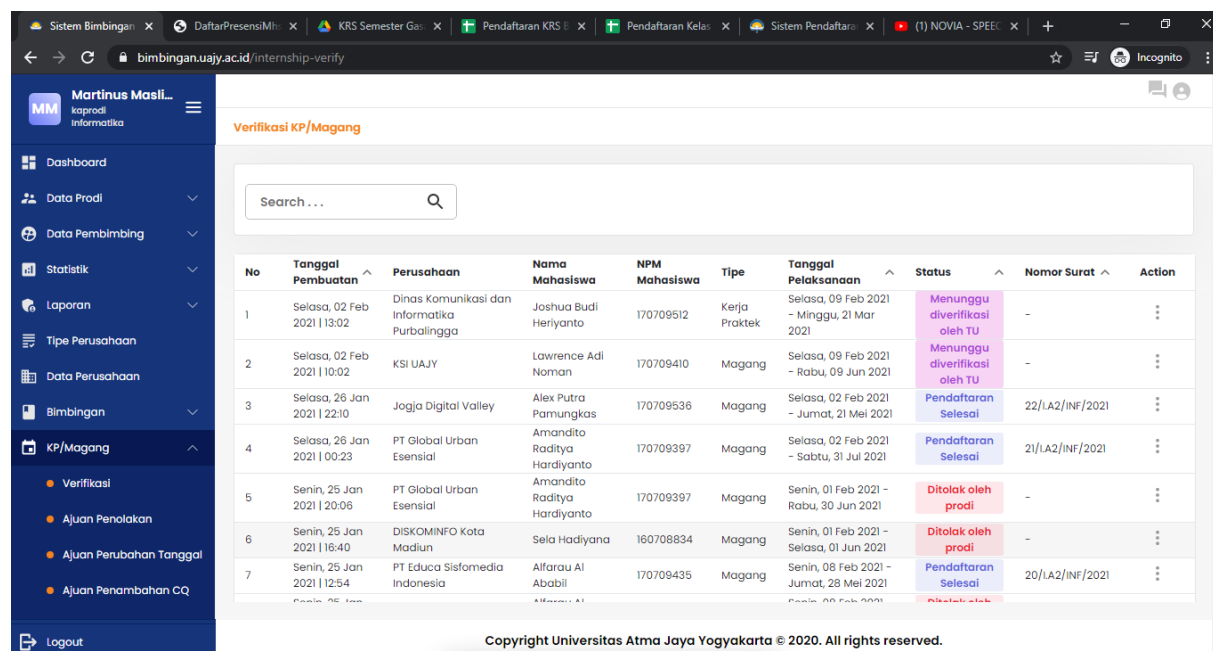 Sistem Bimbingan
DaftarPresensiMh
KRS Semester Gas
Pendaftaran KRS B
Pendaftaran Kelas
Sistem Pendaftara
(1) NOVIA - SPEEC
bimbingan.uajy.ac.id/internship-verify
Incognito
MM
Martinus Masli...
kaprodi
Informatika
Dashboard
Data Prodi
Data Pembimbing
Statistik
Laporan
Tipe Perusahaan
Data Perusahaan
Bimbingan
KP/Magang
Verifikasi
Ajuan Penolakan
Ajuan Perubahan Tanggal
Ajuan Penambahan CQ
Logout
Verifikasi KP/Magang
Search . . .
No
Tanggal
Pembuatan
Perusahaan
Nama
Mahasiswa
NPM
Mahasiswa
Tipe
Tanggal
Pelaksanaan
Status
Nomor Surat
Action
1
Selasa, 02 Feb
2021 | 13:02
Dinas Komunikasi dan
Informatika
Purbalingga
Joshua Budi
Heriyanto
170709512
Kerja
Praktek
Selasa, 09 Feb 2021
- Minggu, 21 Mar
2021
Menunggu
diverifikasi
oleh TU
-
2
Selasa, 02 Feb
2021 | 10:02
KSI UAJY
Lawrence Adi
Noman
170709410
Magang
Selasa, 09 Feb 2021
- Rabu, 09 Jun 2021
Menunggu
diverifikasi
oleh TU
-
3
Selasa, 26 Jan
2021 | 22:10
Jogja Digital Valley
Alex Putra
Pamungkas
170709536
Magang
Selasa, 02 Feb 2021
- Jumat, 21 Mei 2021
Pendaftaran
Selesai
22/I.A2/INF/2021
4
Selasa, 26 Jan
2021 | 00:23
PT Global Urban
Esensial
Amandito
Raditya
Hardiyanto
170709397
Magang
Selasa, 02 Feb 2021
- Sabtu, 31 Jul 2021
Pendaftaran
Selesai
21/I.A2/INF/2021
5
Senin, 25 Jan
2021 | 20:06
PT Global Urban
Esensial
Amandito
Raditya
Hardiyanto
170709397
Magang
Senin, 01 Feb 2021 -
Rabu, 30 Jun 2021
Ditolak oleh
prodi
-
6
Senin, 25 Jan
2021 | 16:40
DISKOMINFO Kota
Madiun
Sela Hadiyana
160708834
Magang
Senin, 01 Feb 2021 -
Selasa, 01 Jun 2021
Ditolak oleh
prodi
-
7
Senin, 25 Jan
2021 | 12:54
PT Educa Sisfomedia
Indonesia
Alfarau Al
Ababil
170709435
Magang
Senin, 08 Feb 2021 -
Jumat, 28 Mei 2021
Pendaftaran
Selesai
20/I.A2/INF/2021
Senin, 25 Jan
Alfarau Al
Senin, 08 Feb 2021
Ditolak oleh
Copyright Universitas Atma Jaya Yogyakarta © 2020. All rights reserved.